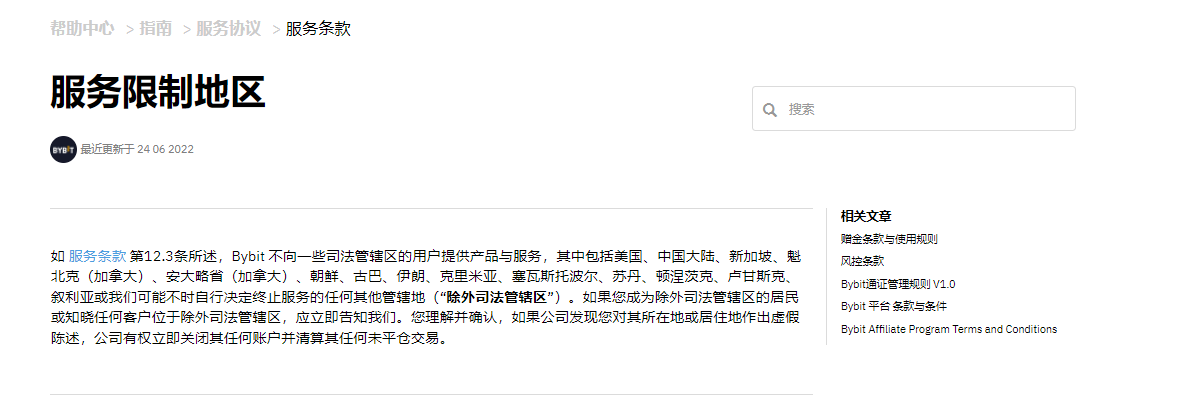 帮助中心 > 指南 > 服务协议 > 服务条款
服务限制地区
搜索
BYBIT 最近更新于 24 06 2022
如 服务条款 第12.3条所述，Bybit 不向一些司法管辖区的用户提供产品与服务，其中包括美国、中国大陆、新加坡、魁
北克（加拿大）、安大略省（加拿大）、朝鲜、古巴、伊朗、克里米亚、塞瓦斯托波尔、苏丹、顿涅茨克、卢甘斯克、
叙利亚或我们可能不时自行决定终止服务的任何其他管辖地（“除外司法管辖区”）。如果您成为除外司法管辖区的居民
或知晓任何客户位于除外司法管辖区，应立即告知我们。您理解并确认，如果公司发现您对其所在地或居住地作出虚假
陈述，公司有权立即关闭其任何账户并清算其任何未平仓交易。
相关文章
赠金条款与使用规则
风控条款
Bybit通证管理规则 V1.0
Bybit 平台 条款与条件
Bybit Affiliate Program Terms and Conditions